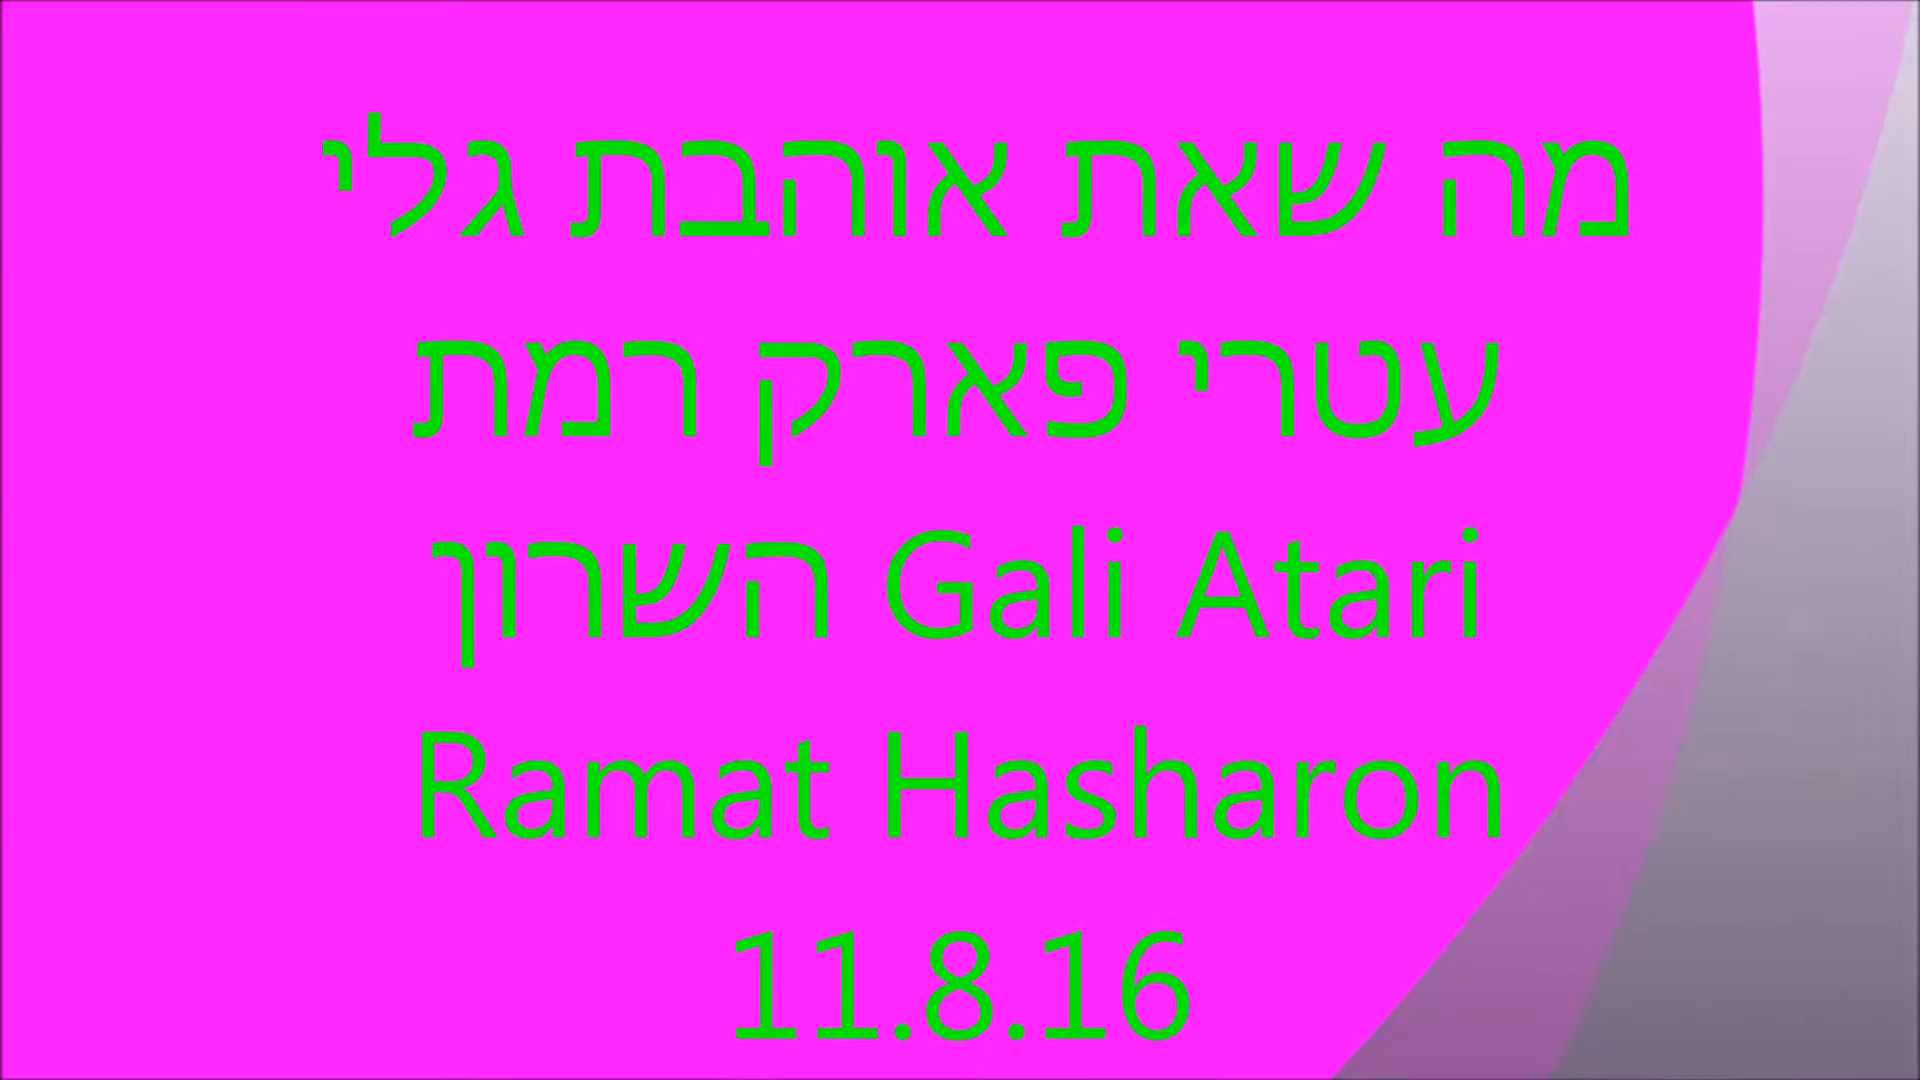 מה שאת אוהבת גלי
עטרי פארק רמת
השרון Gali Atari
Ramat Hasharon
11.8.16